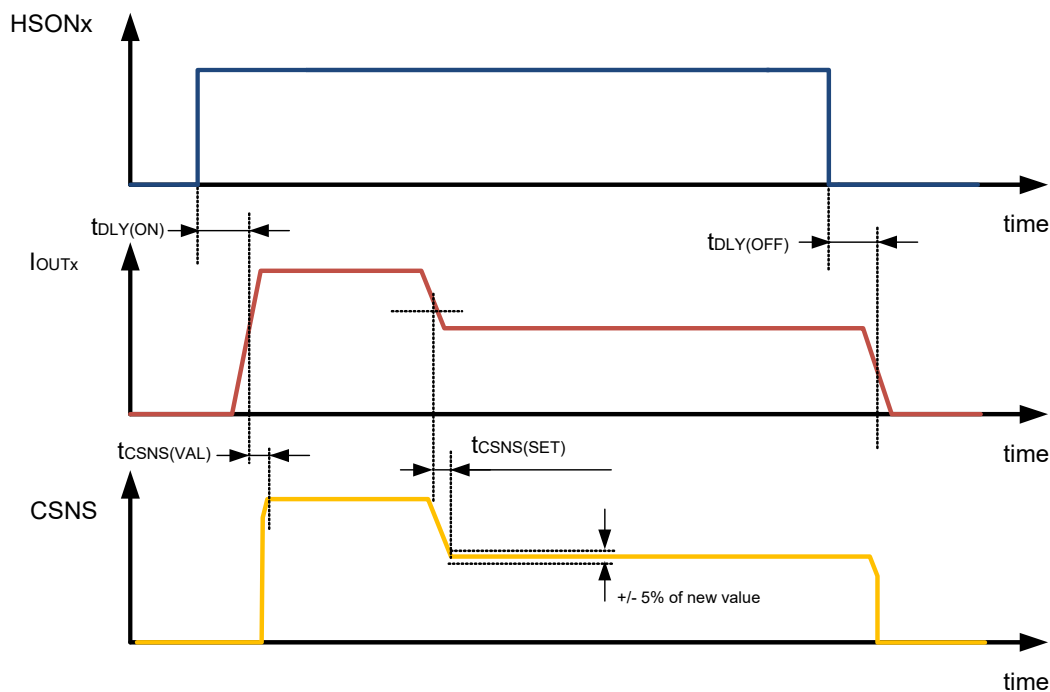 HSONx
time
tDLY(ON)
tDLY(OFF)
IOUTx
time
tCSNS(VAL)
tCSNS(SET)
CSNS
+/- 5% of new value
time